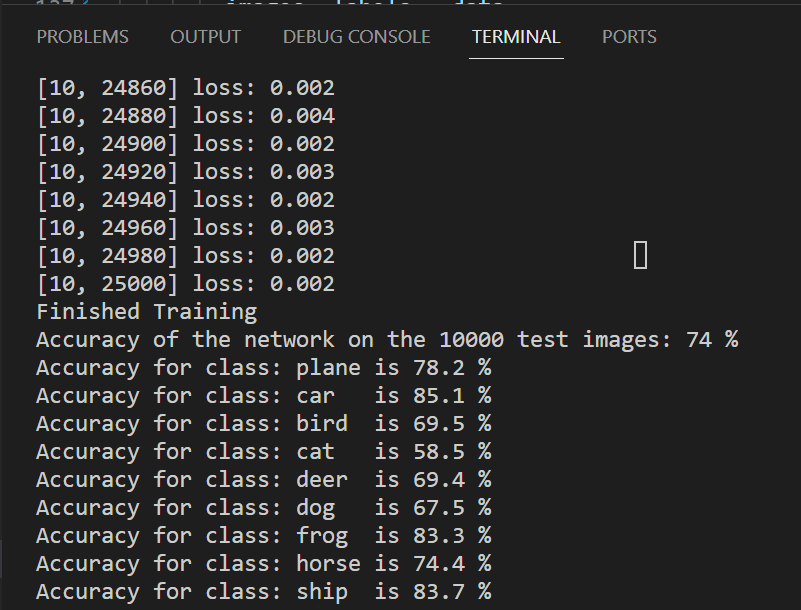 PROBLEMS OUTPUT DEBUG CONSOLE TERMINAL PORTS
[10, 24860] loss: 0.002
[10, 24880] loss: 0.004
[10, 24900] loss: 0.002
[10, 24920] loss: 0.003
[10, 24940] loss: 0.002
[10, 24960] loss: 0.003
[10, 24980] loss: 0.002
[10, 25000] loss: 0.002
Finished Training
Accuracy of the network on the 10000 test images: 74 %
Accuracy for class: plane is 78.2 %
Accuracy for class: car   is 85.1 %
Accuracy for class: bird  is 69.5 %
Accuracy for class: cat   is 58.5 %
Accuracy for class: deer  is 69.4 %
Accuracy for class: dog   is 67.5 %
Accuracy for class: frog  is 83.3 %
Accuracy for class: horse is 74.4 %
Accuracy for class: ship  is 83.7 %